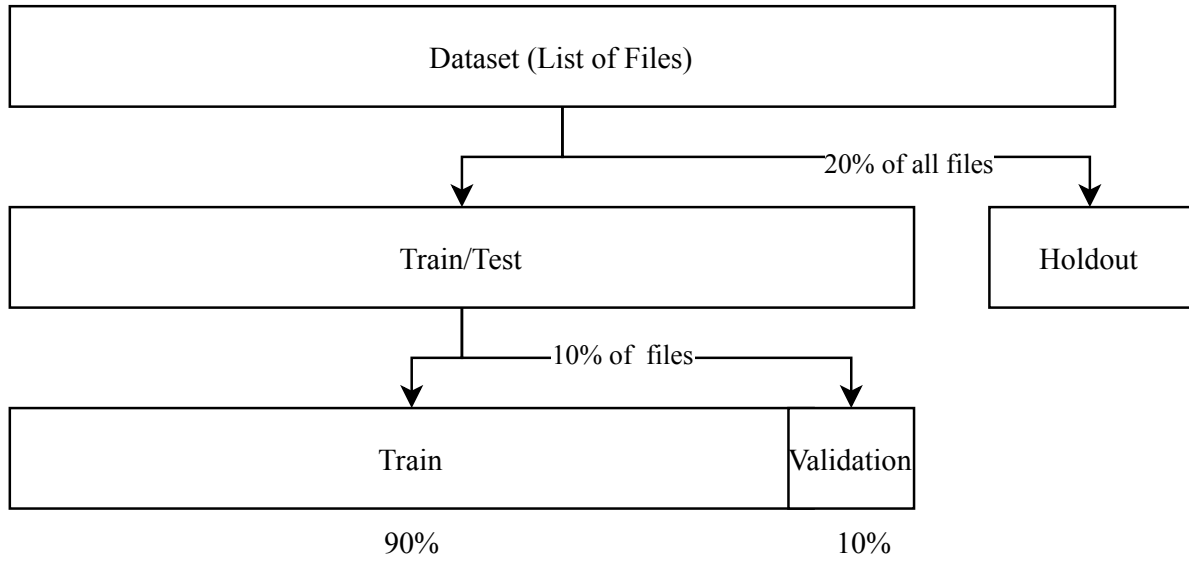 Dataset (List of Files)
20% of all files
Train/Test
Holdout
10% of  files
Train
Validation
90%
10%